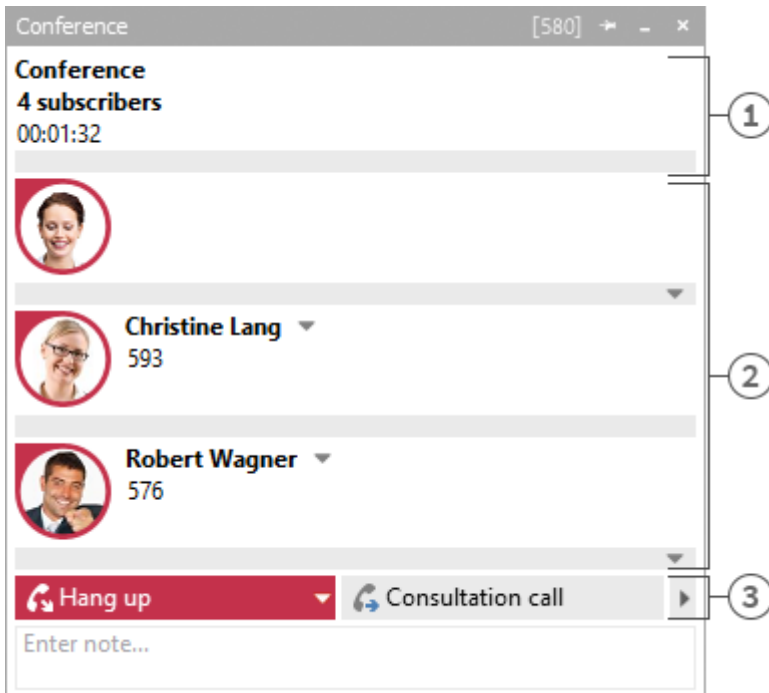 Conference [580]
Conference
4 subscribers
00:01:32
1
Christine Lang
593
2
Robert Wagner
576
Hang up Consultation call
3
Enter note...